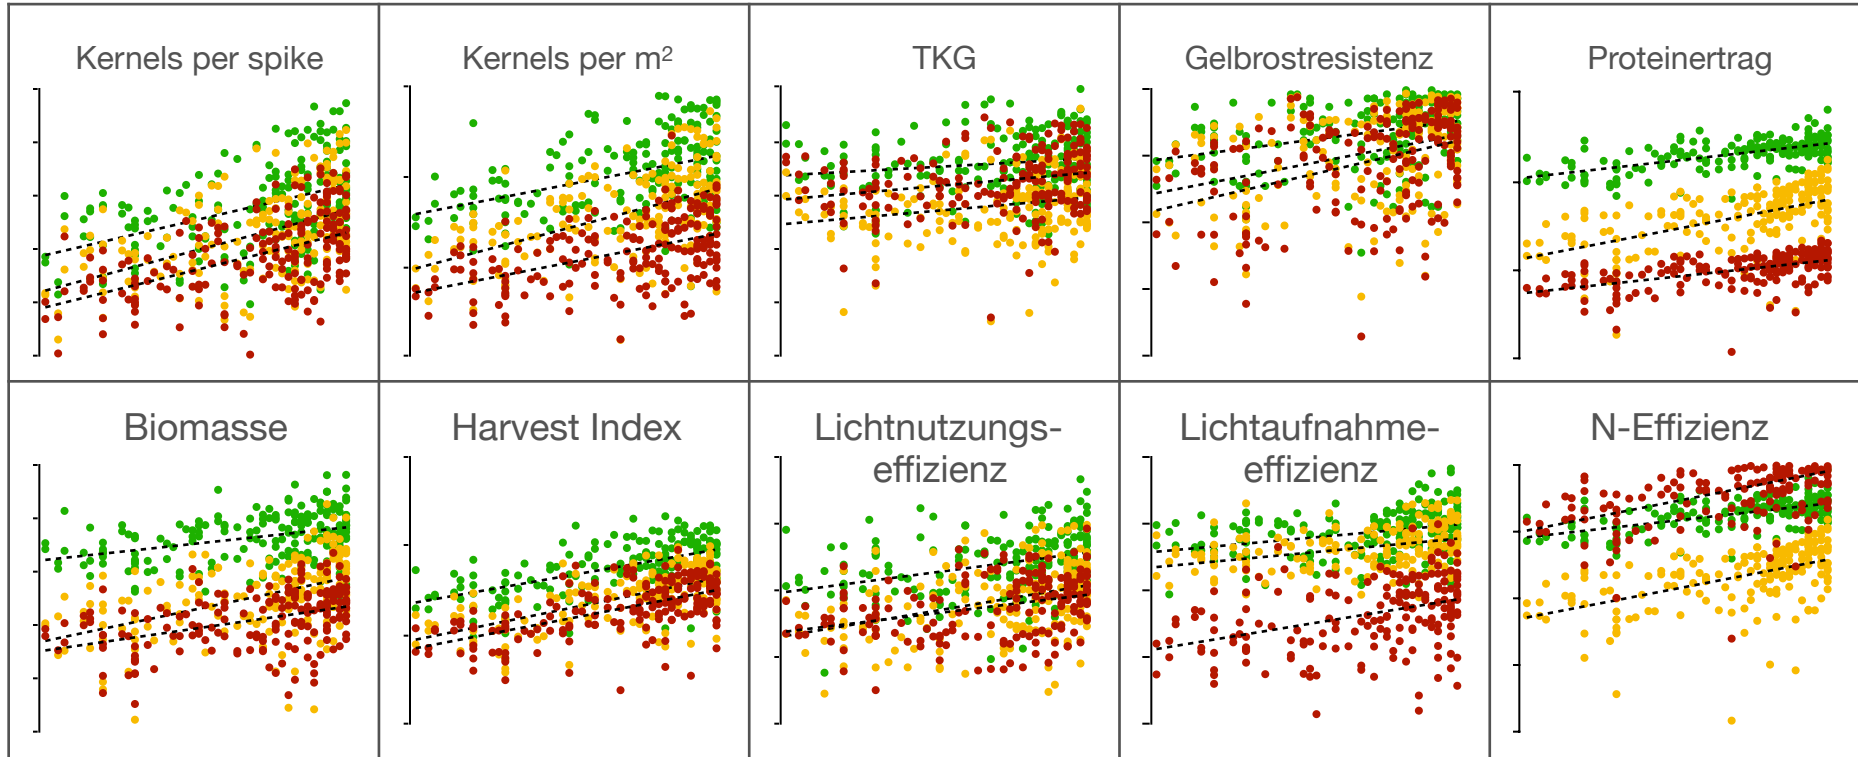 Kernels per spike
Kernels per m²
TKG
Gelbrostresistenz
Proteinertrag
Biomasse
Harvest Index
Lichtnutzungs-
effizienz
Lichtaufnahme-
effizienz
N-Effizienz